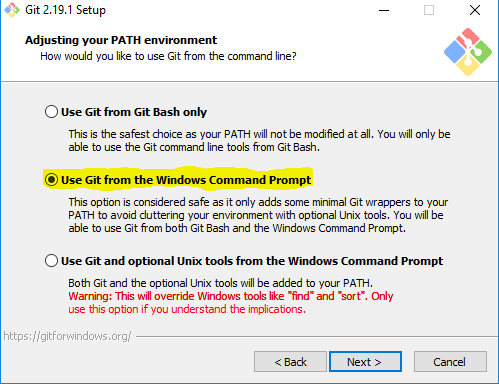 Git 2.19.1 Setup
Adjusting your PATH environment
How would you like to use Git from the command line?
Use Git from Git Bash only
This is the safest choice as your PATH will not be modified at all. You will only be
able to use the Git command line tools from Git Bash.
Use Git from the Windows Command Prompt
This option is considered safe as it only adds some minimal Git wrappers to your
PATH to avoid cluttering your environment with optional Unix tools. You will be
able to use Git from both Git Bash and the Windows Command Prompt.
Use Git and optional Unix tools from the Windows Command Prompt
Both Git and the optional Unix tools will be added to your PATH.
Warning: This will override Windows tools like "find" and "sort". Only
use this option if you understand the implications.
https://gitforwindows.org/
< Back
Next >
Cancel